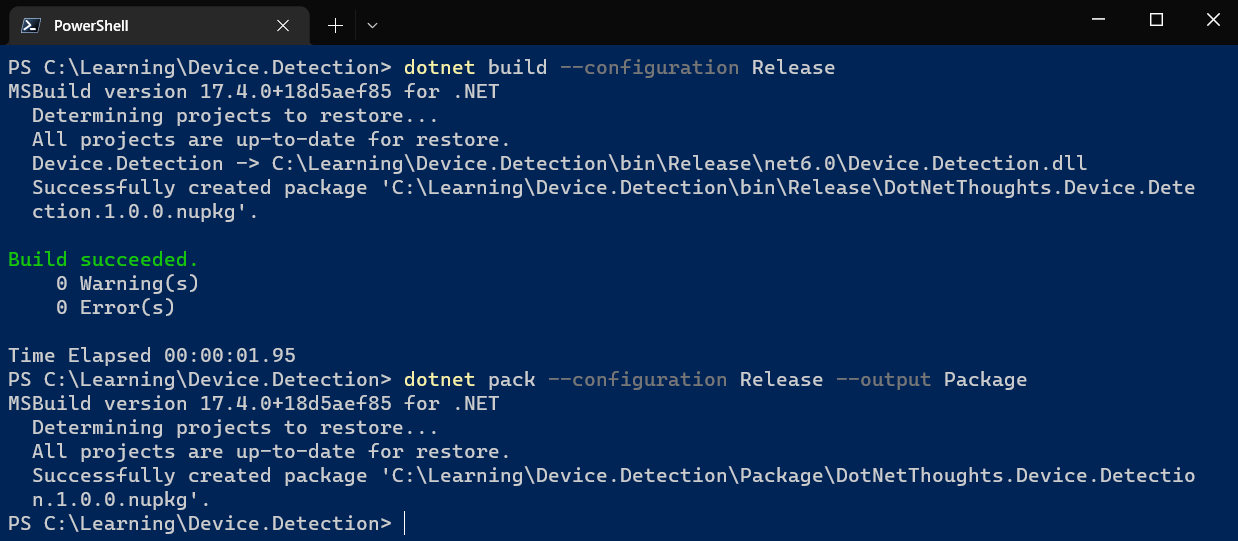 PowerShell
PS C:\Learning\Device.Detection> dotnet build --configuration Release
MSBuild version 17.4.0+18d5aef85 for .NET
  Determining projects to restore...
  All projects are up-to-date for restore.
  Device.Detection -> C:\Learning\Device.Detection\bin\Release\net6.0\Device.Detection.dll
  Successfully created package 'C:\Learning\Device.Detection\bin\Release\DotNetThoughts.Device.Dete
  ction.1.0.0.nupkg'.

Build succeeded.
    0 Warning(s)
    0 Error(s)

Time Elapsed 00:00:01.95
PS C:\Learning\Device.Detection> dotnet pack --configuration Release --output Package
MSBuild version 17.4.0+18d5aef85 for .NET
  Determining projects to restore...
  All projects are up-to-date for restore.
  Successfully created package 'C:\Learning\Device.Detection\Package\DotNetThoughts.Device.Detectio
  n.1.0.0.nupkg'.
PS C:\Learning\Device.Detection>